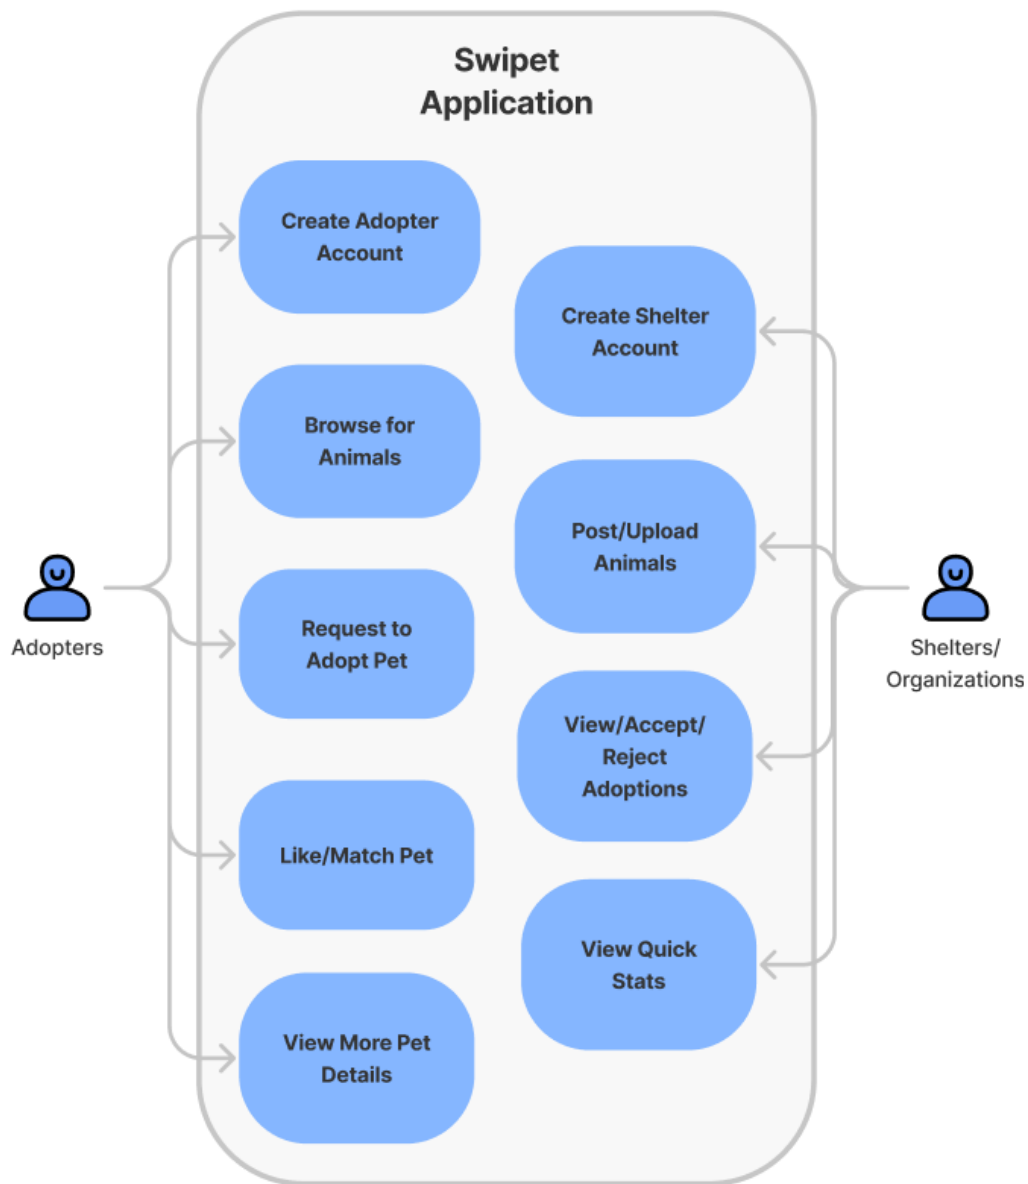 Swipet
Application
Create Adopter
Account
Create Shelter
Account
Browse for
Animals
Post/Upload
Animals
Adopters
Request to
Adopt Pet
Shelters/
Organizations
View/Accept/
Reject
Adoptions
Like/Match Pet
View Quick
Stats
View More Pet
Details